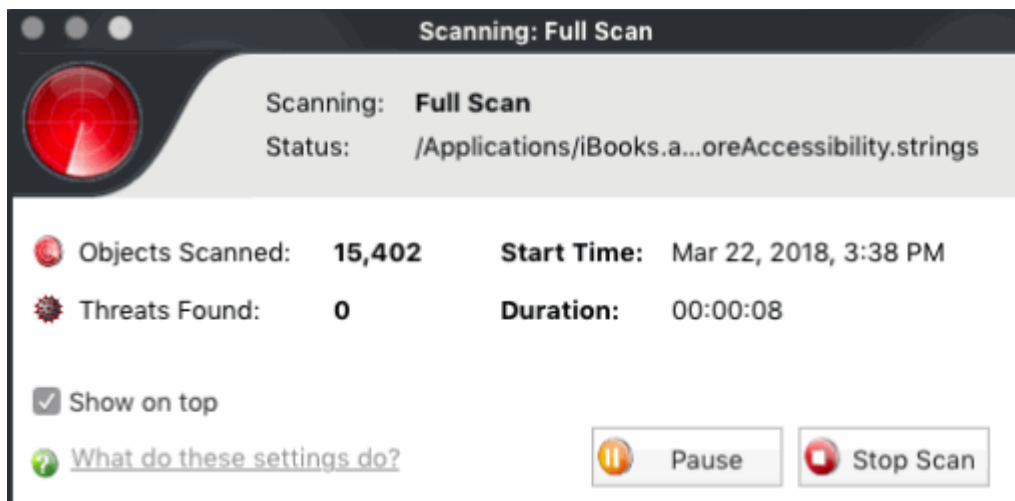 Scanning: Full Scan
Scanning: Full Scan
Status: /Applications/iBooks.a...oreAccessibility.strings
Objects Scanned: 15,402 Start Time: Mar 22, 2018, 3:38 PM
Threats Found: 0 Duration: 00:00:08
Show on top
What do these settings do? Pause Stop Scan